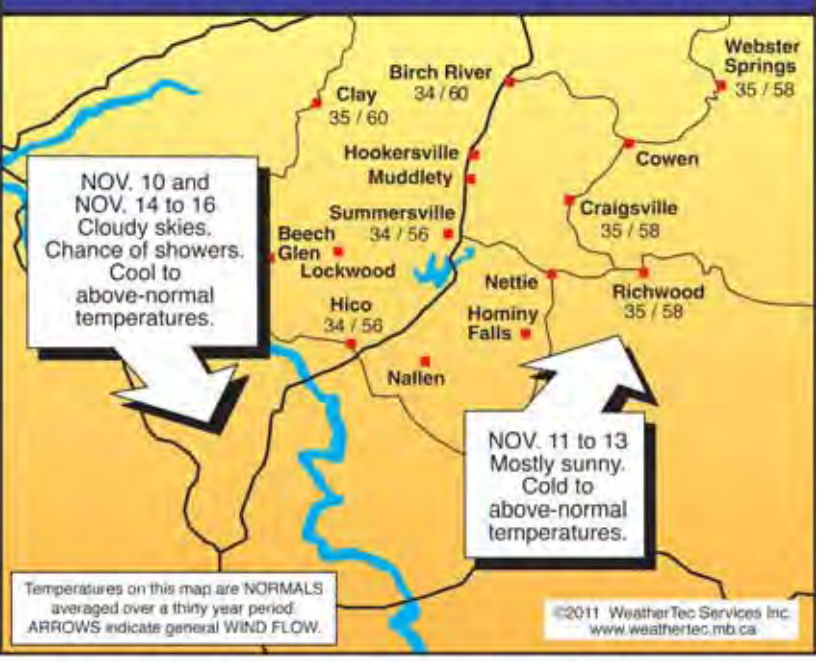 Webster
Springs
35 / 58
Birch River
34 / 60
Clay
35 / 60
Hookersville
Muddlety
Cowen
NOV. 10 and
NOV. 14 to 16
Cloudy skies.
Chance of showers.
Cool to
above-normal
temperatures.
Summersville
34 / 56
Craigsville
35 / 58
Beech
Glen
Lockwood
Nettie
Richwood
35 / 58
Hico
34 / 56
Hominy
Falls
Nallen
NOV. 11 to 13
Mostly sunny.
Cold to
above-normal
temperatures.
Temperatures on this map are NORMALS
averaged over a thirty year period.
ARROWS indicate general WIND FLOW.
©2011 WeatherTec Services Inc.
www.weathertec.mb.ca